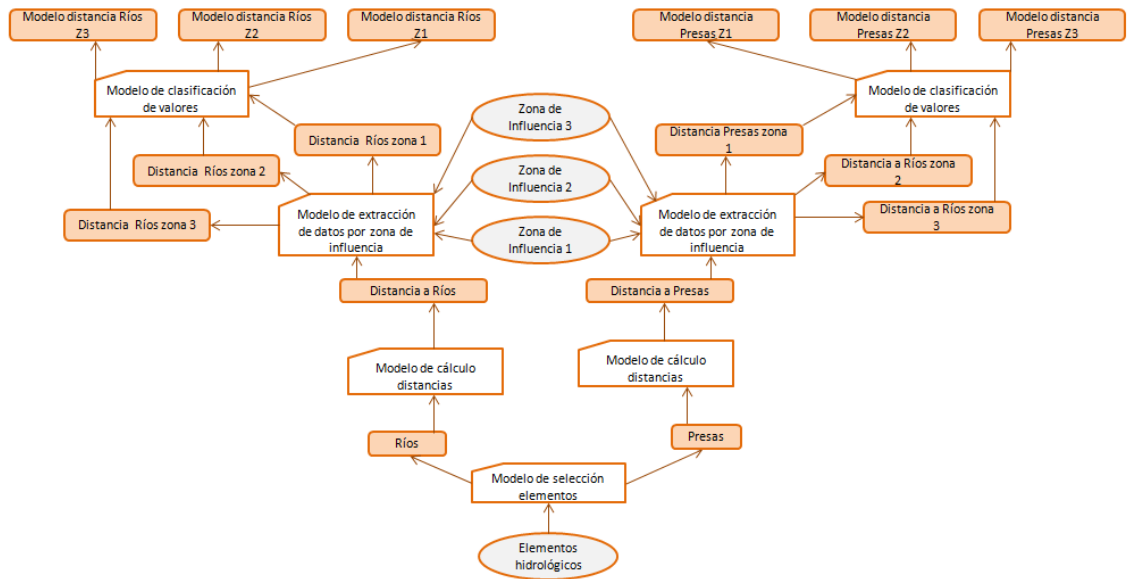 Modelo distancia Ríos
Z3
Modelo distancia Ríos
Z2
Modelo distancia Ríos
Z1
Modelo distancia
Presas Z1
Modelo distancia
Presas Z2
Modelo distancia
Presas Z3
Modelo de clasificación
de valores
Modelo de clasificación
de valores
Zona de
Influencia 3
Distancia Ríos zona 1
Distancia Presas zona
1
Distancia Ríos zona 2
Zona de
Influencia 2
Distancia a Ríos zona
2
Distancia Ríos zona 3
Modelo de extracción
de datos por zona de
influencia
Zona de
Influencia 1
Modelo de extracción
de datos por zona de
influencia
Distancia a Ríos zona
3
Distancia a Ríos
Distancia a Presas
Modelo de cálculo
distancias
Modelo de cálculo
distancias
Ríos
Presas
Modelo de selección
elementos
Elementos
hidrológicos